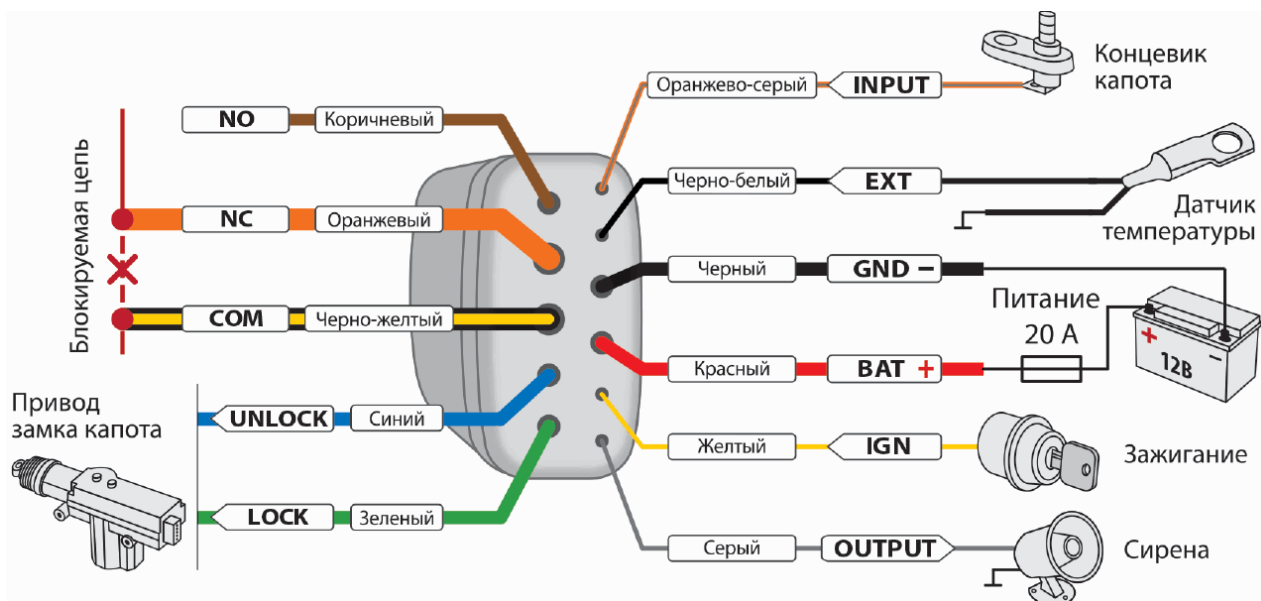 NO
Коричневый
Блокируемая цепь
NC
Оранжевый
COM
Черно-желтый
Привод
замка капота
UNLOCK
Синий
LOCK
Зеленый
Оранжево-серый
INPUT
Концевик
капота
Черно-белый
EXT
Датчик
температуры
Черный
GND –
Питание
20 А
Красный
BAT +
+
–
12В
Желтый
IGN
Зажигание
Серый
OUTPUT
Сирена